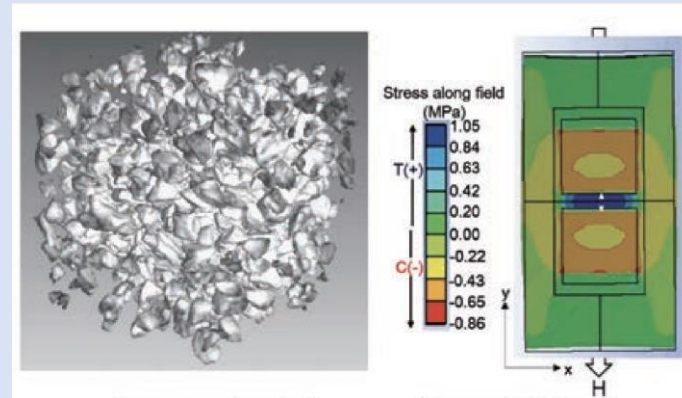 Stress along field
(MPa)
T(+)
C(-)
1.05
0.84
0.63
0.42
0.20
0.00
-0.22
-0.43
-0.65
-0.86
y
x
H